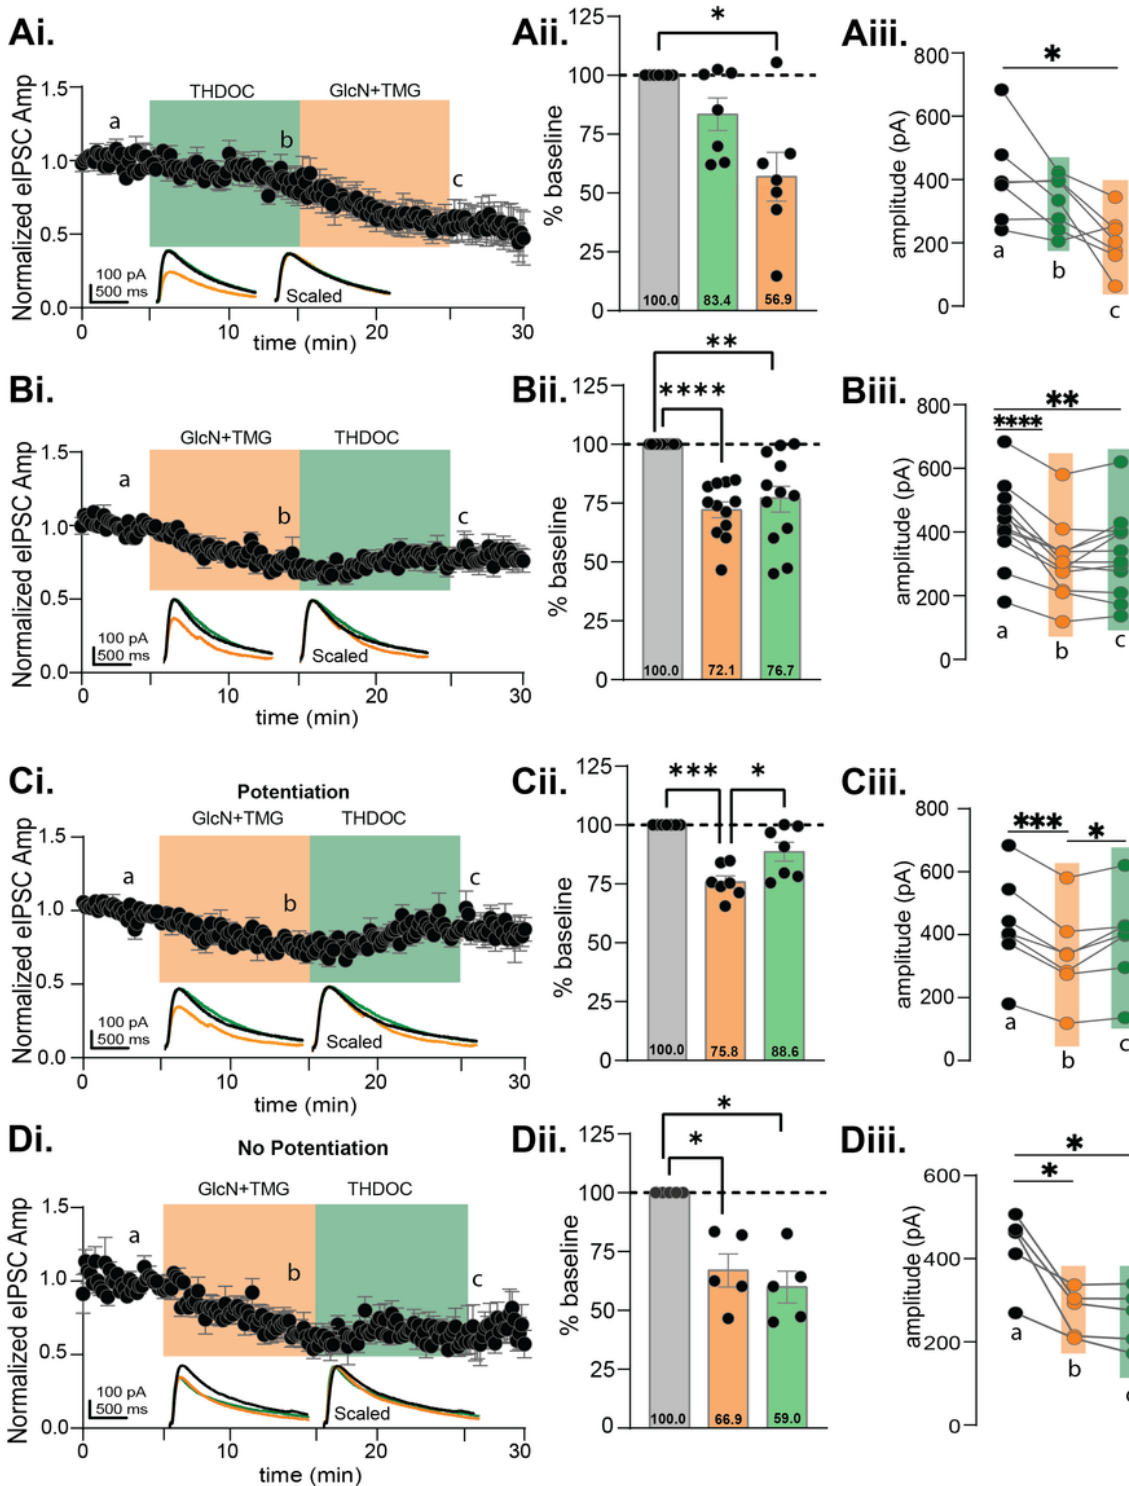 Ai.
Normalized eIPSC Amp
1.5
1.0
0.5
0.0
THDOC
GlcN+TMG
a
b
c
100 pA
500 ms
Scaled
0
10
20
30
time (min)
Aii.
% baseline
125
100
75
50
25
0
*
100.0
83.4
56.9
Aiii.
amplitude (pA)
800
600
400
200
0
*
a
b
c
Bi.
Normalized eIPSC Amp
1.5
1.0
0.5
0.0
GlcN+TMG
THDOC
a
b
c
100 pA
500 ms
Scaled
0
10
20
30
time (min)
Bii.
% baseline
125
100
75
50
25
0
**
****
100.0
72.1
76.7
Biii.
amplitude (pA)
800
600
400
200
0
**
****
a
b
c
Ci.
Potentiation
Normalized eIPSC Amp
1.5
1.0
0.5
0.0
GlcN+TMG
THDOC
a
b
c
100 pA
500 ms
Scaled
0
10
20
30
time (min)
Cii.
% baseline
125
100
75
50
25
0
***
*
100.0
75.8
88.6
Ciii.
amplitude (pA)
800
600
400
200
0
***
*
a
b
c
Di.
No Potentiation
Normalized eIPSC Amp
1.5
1.0
0.5
0.0
GlcN+TMG
THDOC
a
b
c
100 pA
500 ms
Scaled
0
10
20
30
time (min)
Dii.
% baseline
125
100
75
50
25
0
*
*
100.0
66.9
59.0
Diii.
amplitude (pA)
600
400
200
0
*
*
a
b
c